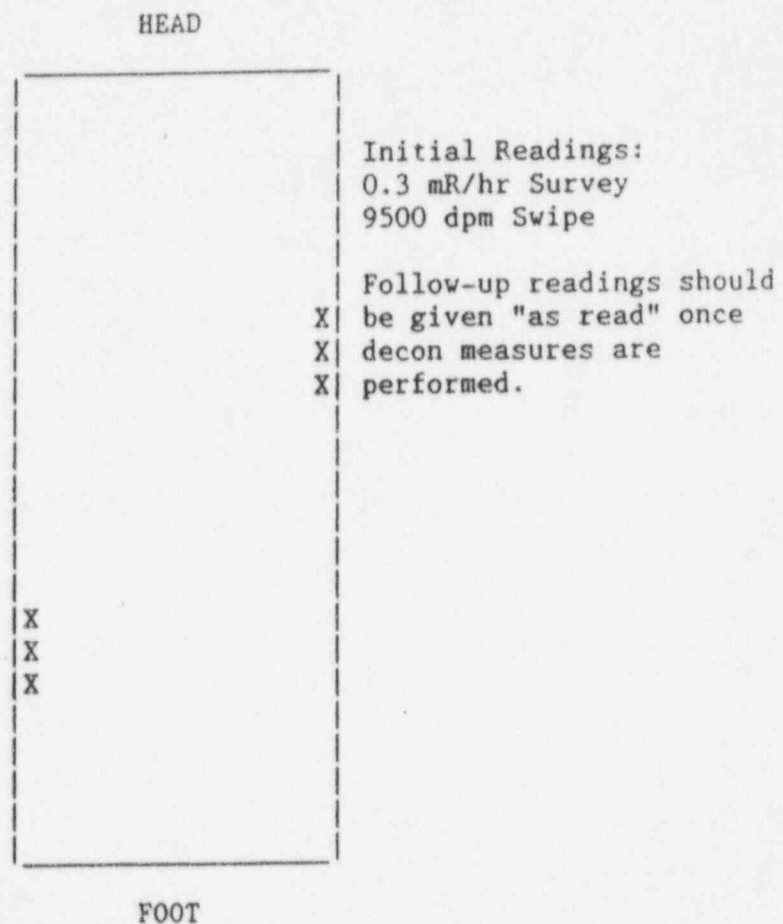 HEAD
Initial Readings:
0.3 mR/hr Survey
9500 dpm Swipe
Follow-up readings should
X be given "as read" once
X decon measures are
X performed.
X
X
X
FOOT